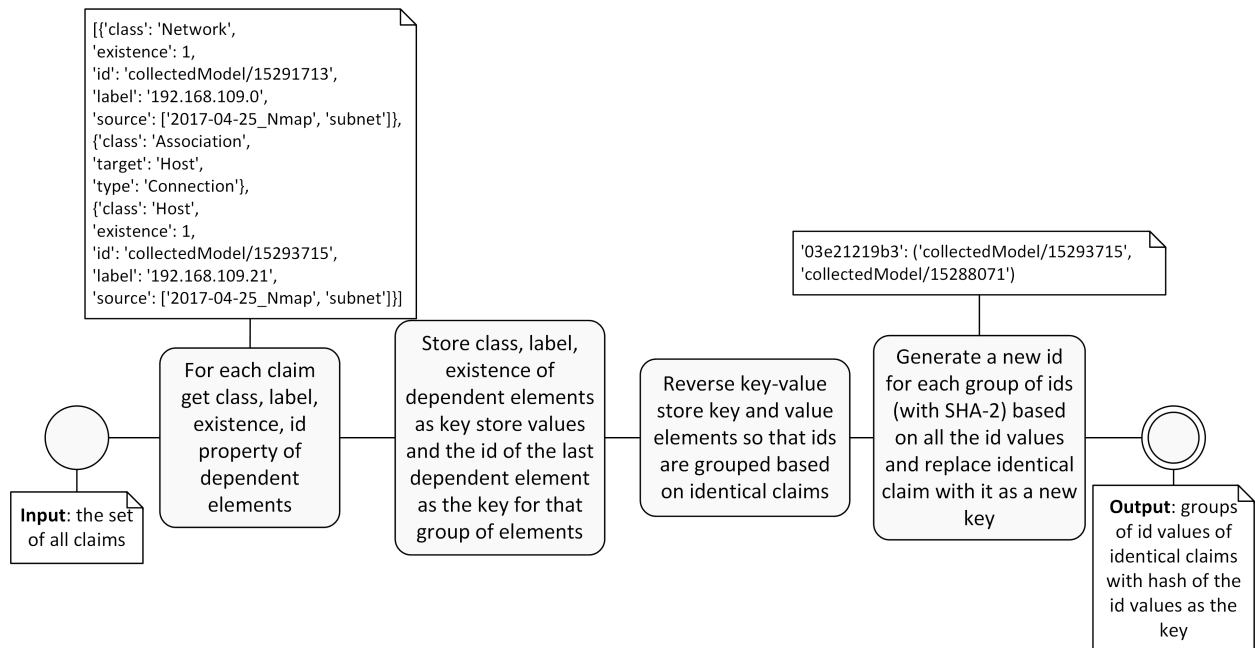 [{'class': 'Network',
'existence': 1,
'id': 'collectedModel/15291713',
'label': '192.168.109.0',
'source': ['2017-04-25_Nmap', 'subnet']},
{'class': 'Association',
'target': 'Host',
'type': 'Connection'},
{'class': 'Host',
'existence': 1,
'id': 'collectedModel/15293715',
'label': '192.168.109.21',
'source': ['2017-04-25_Nmap', 'subnet']}]
Input: the set
of all claims
For each claim
get class, label,
existence, id
property of
dependent
elements
Store class, label,
existence of
dependent elements
as key store values
and the id of the last
dependent element
as the key for that
group of elements
Reverse key-value
store key and value
elements so that ids
are grouped based
on identical claims
'03e21219b3': ('collectedModel/15293715',
'collectedModel/15288071')
Generate a new id
for each group of ids
(with SHA-2) based
on all the id values
and replace identical
claim with it as a new
key
Output: groups
of id values of
identical claims
with hash of the
id values as the
key